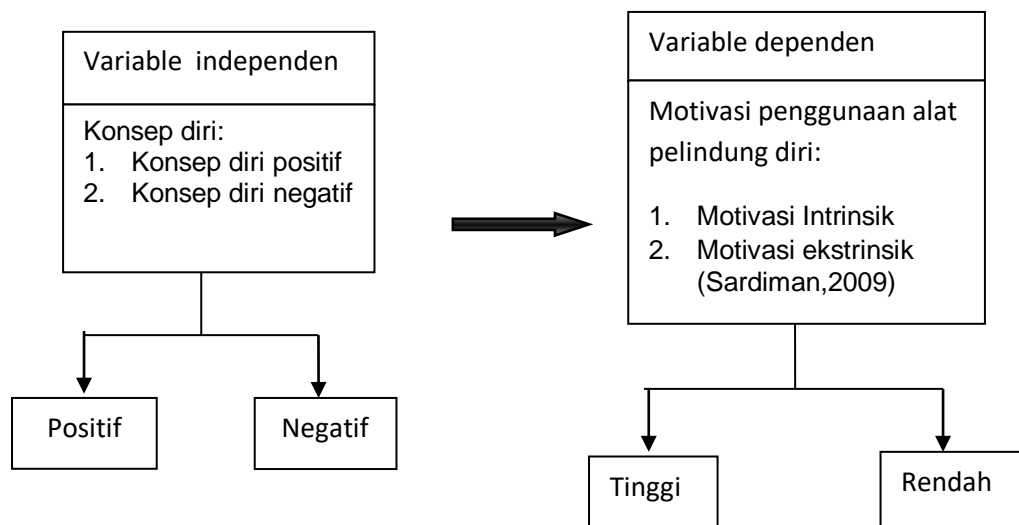 Variable independen
Konsep diri:
1. Konsep diri positif
2. Konsep diri negatif
Positif
Negatif
Variable dependen
Motivasi penggunaan alat
pelindung diri:
1. Motivasi Intrinsik
2. Motivasi ekstrinsik
(Sardiman,2009)
Tinggi
Rendah